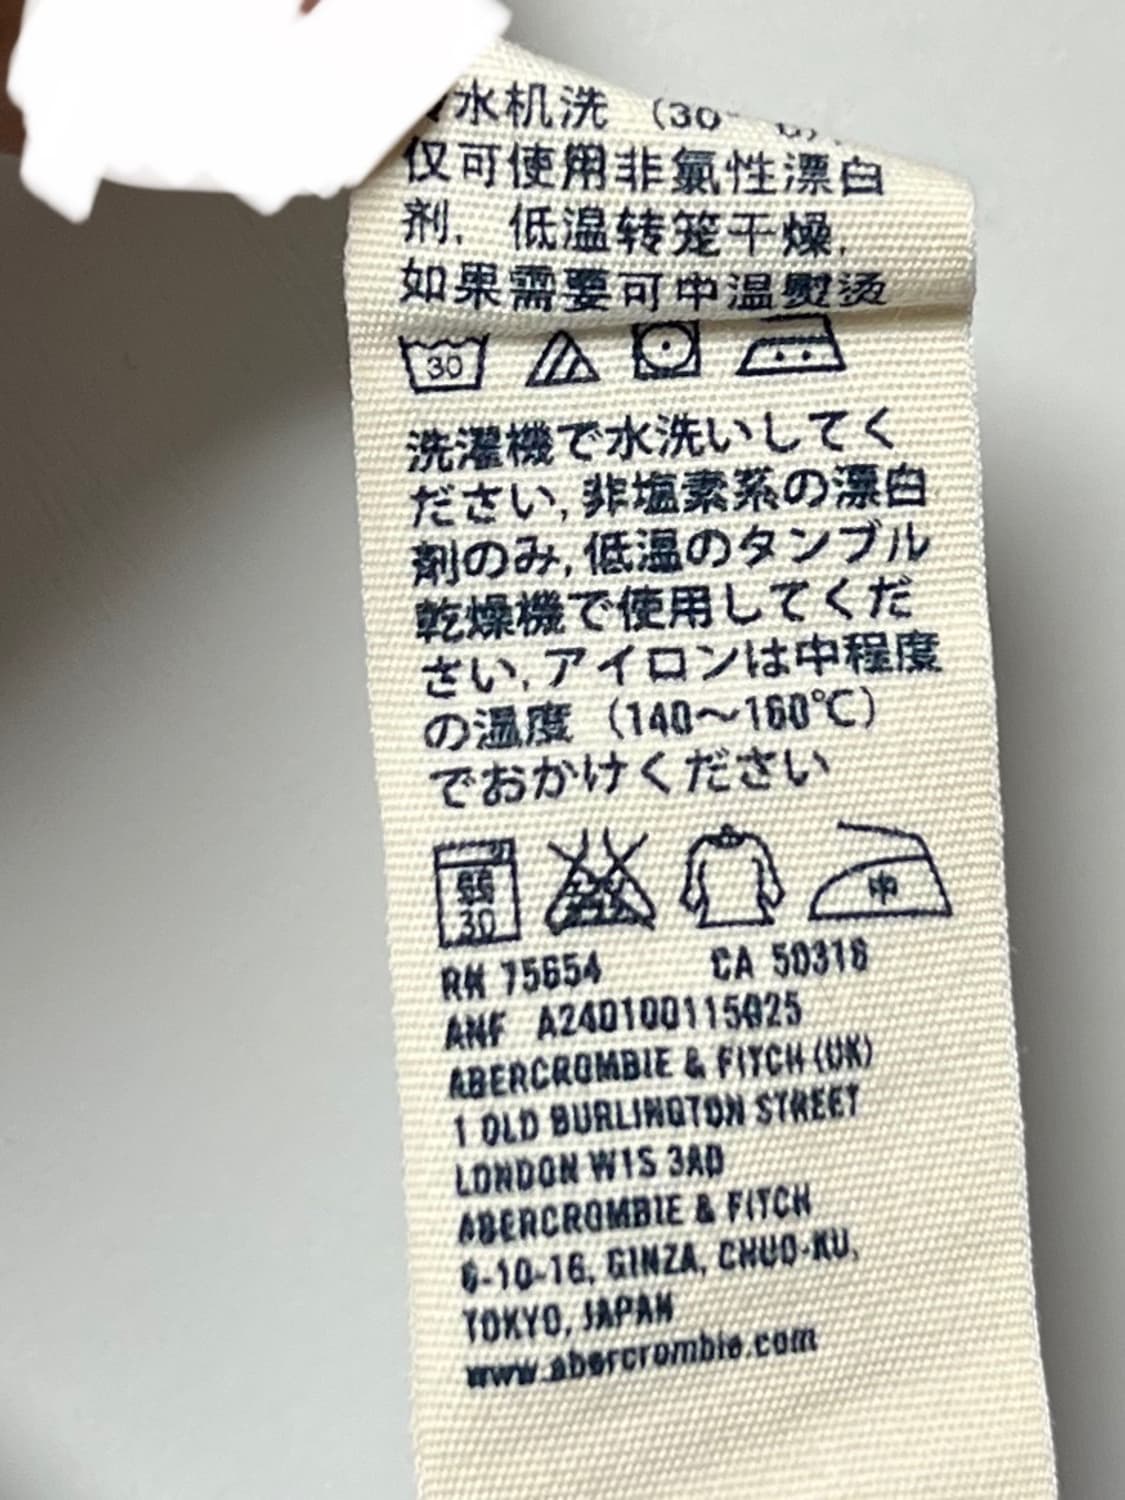 水机洗 (30°
仅可使用非氯性漂白
剂, 低温转笼干燥,
如果需要可中温熨烫
30
洗濯機で水洗いしてく
ださい, 非塩素系の漂白
剤のみ, 低温のタンブル
乾燥機で使用してくだ
さい, アイロンは中程度
の温度 (140～160℃)
でおかけください
弱
30
中
RN 75654 CA 50318
ANF A240100115025
ABERCROMBIE & FITCH (UK)
1 OLD BURLINGTON STREET
LONDON W1S 3AD
ABERCROMBIE & FITCH
6-10-16, GINZA, CHUO-KU,
TOKYO, JAPAN
www.abercrombie.com